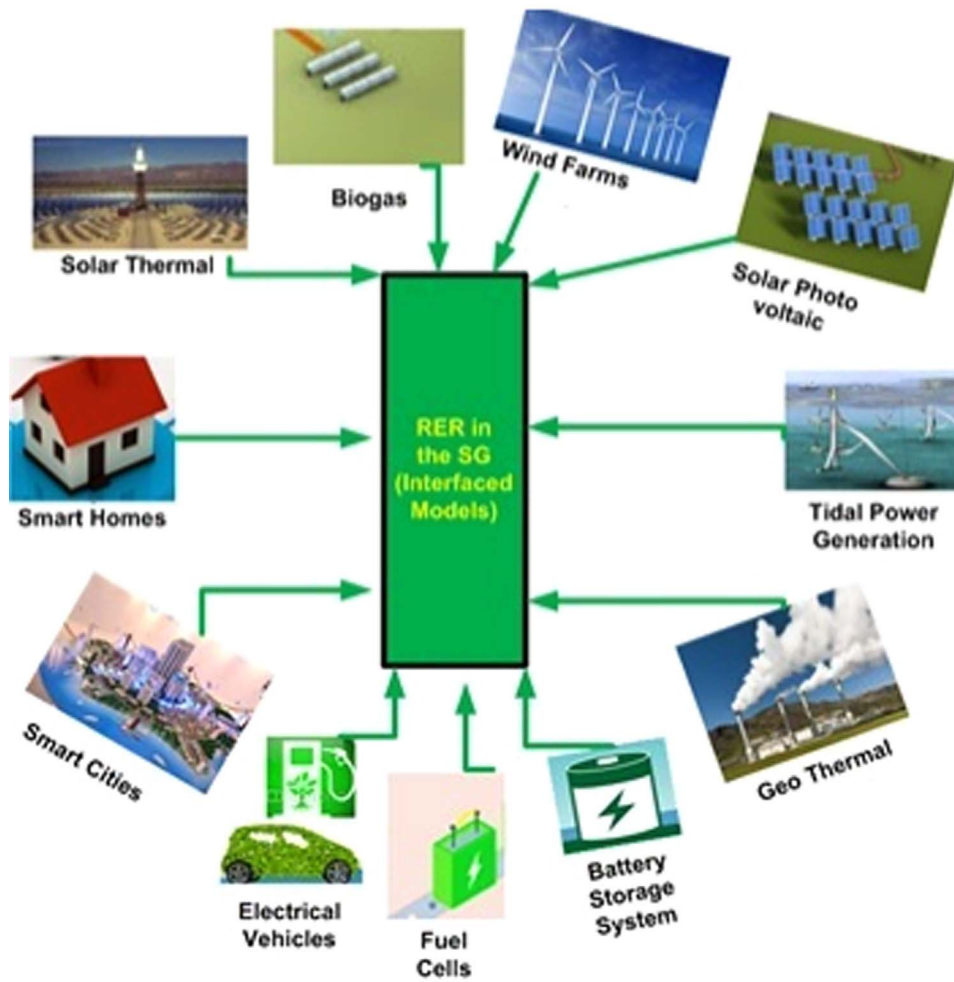 Biogas
Wind Farms
Solar Thermal
Solar Photo
voltaic
RER in
the SG
(Interfaced
Models)
Smart Homes
Tidal Power
Generation
Smart Cities
Geo Thermal
Electrical
Vehicles
Fuel
Cells
Battery
Storage
System